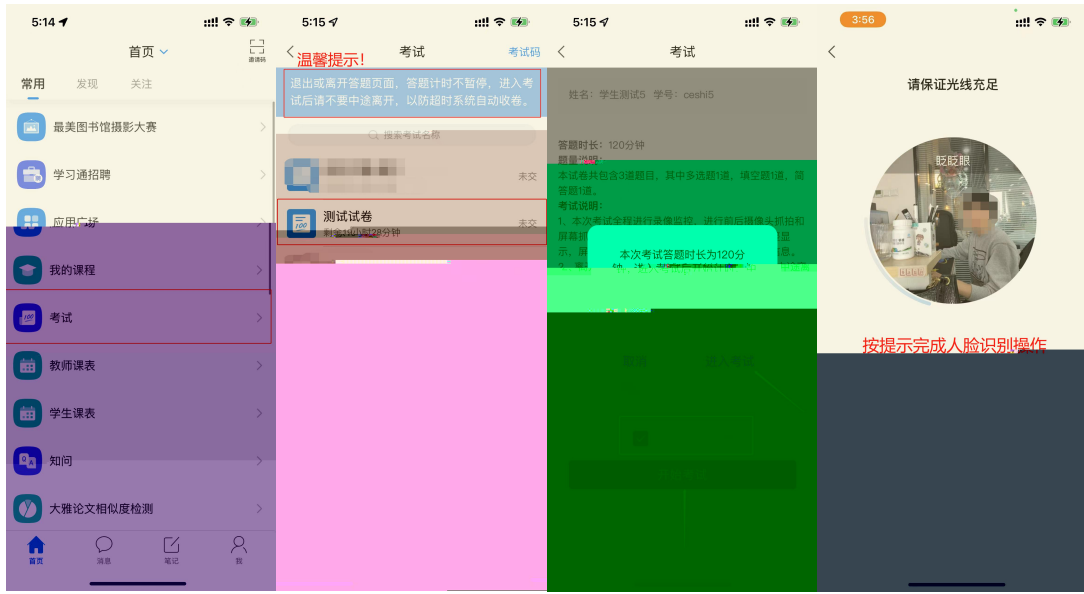 5:14
首页
邀请码
常用
发现
关注
最美图书馆摄影大赛
学习通招聘
应用广场
我的课程
考试
教师课表
学生课表
知问
大雅论文相似度检测
首页
消息
笔记
我
5:15
考试
考试码
温馨提示!
退出或离开答题页面,答题计时不暂停,进入考
试后请不要中途离开,以防超时系统自动收卷。
搜索考试名称
未交
测试试卷
未交
5:15
考试
姓名:学生测试5 学号:ceshi5
答题时长:120分钟
题量说明:
本试卷共包含3道题目,其中多选题1道,填空题1道,简
答题1道。
考试说明:
1、本次考试全程进行录像监控,进行前后摄像头抓拍和
屏幕抓
本次考试答题时长为120分
取消
进入考试
3:56
请保证光线充足
眨眨眼
按提示完成人脸识别操作